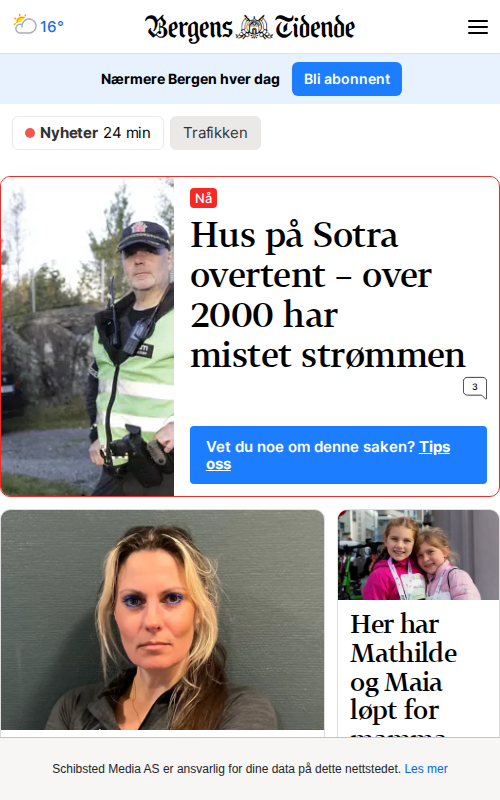 16°
Bergens Tidende
Nærmere Bergen hver dag
Bli abonnent
Nyheter 24 min
Trafikken
Nå
Hus på Sotra
overtent – over
2000 har
mistet strømmen
3
Vet du noe om denne saken? Tips
oss
Her har
Mathilde
og Maia
løpt for
mamma
Schibsted Media AS er ansvarlig for dine data på dette nettstedet. Les mer